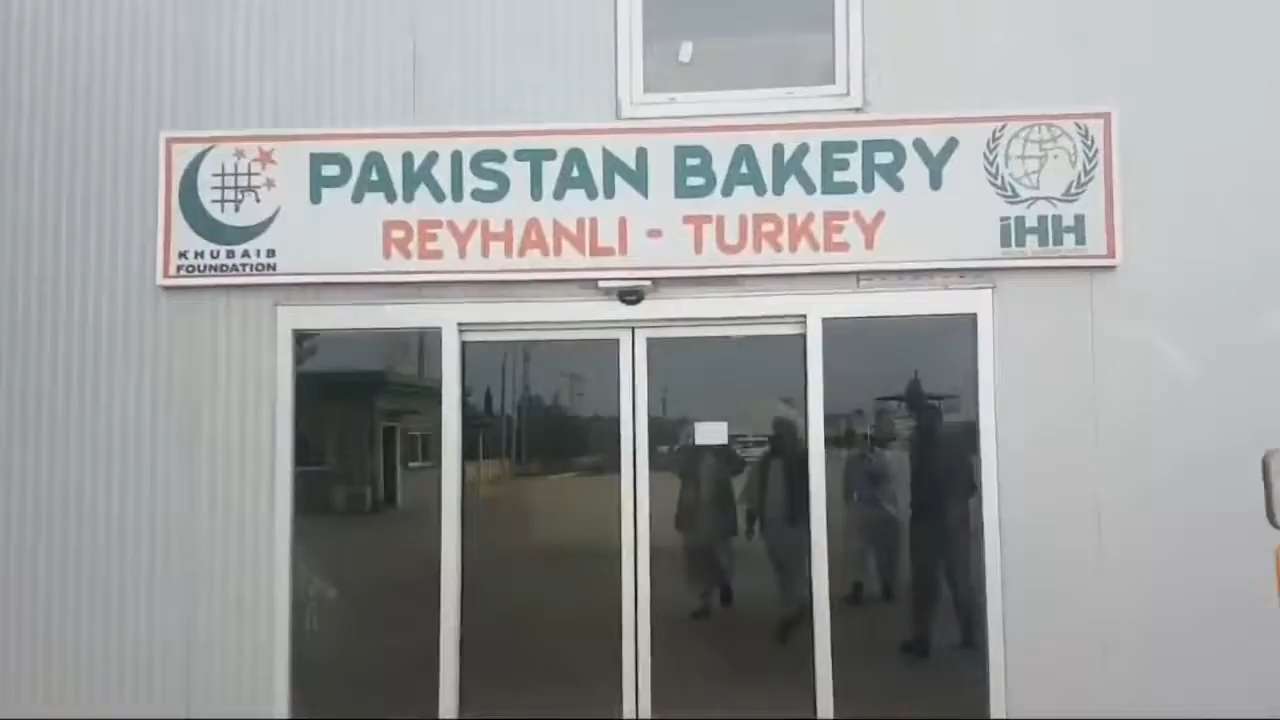 PAKISTAN BAKERY
REYHANLI - TURKEY
KHUBAIB
FOUNDATION
iHH